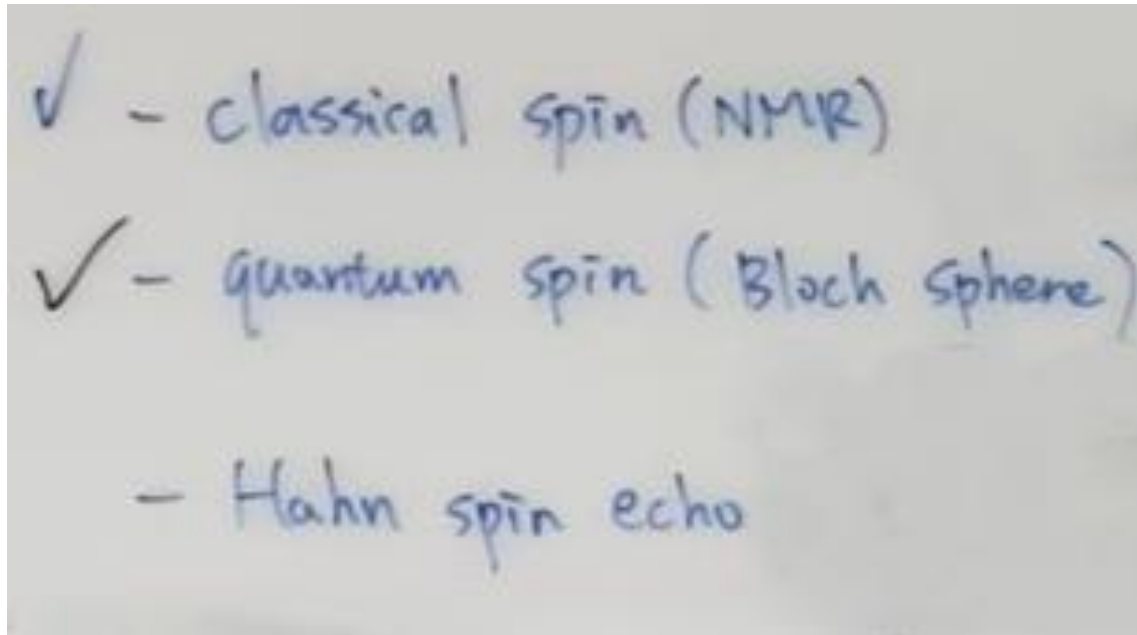 ✓ - classical spin (NMR)
✓ - quantum spin (Bloch sphere)
- Hahn spin echo